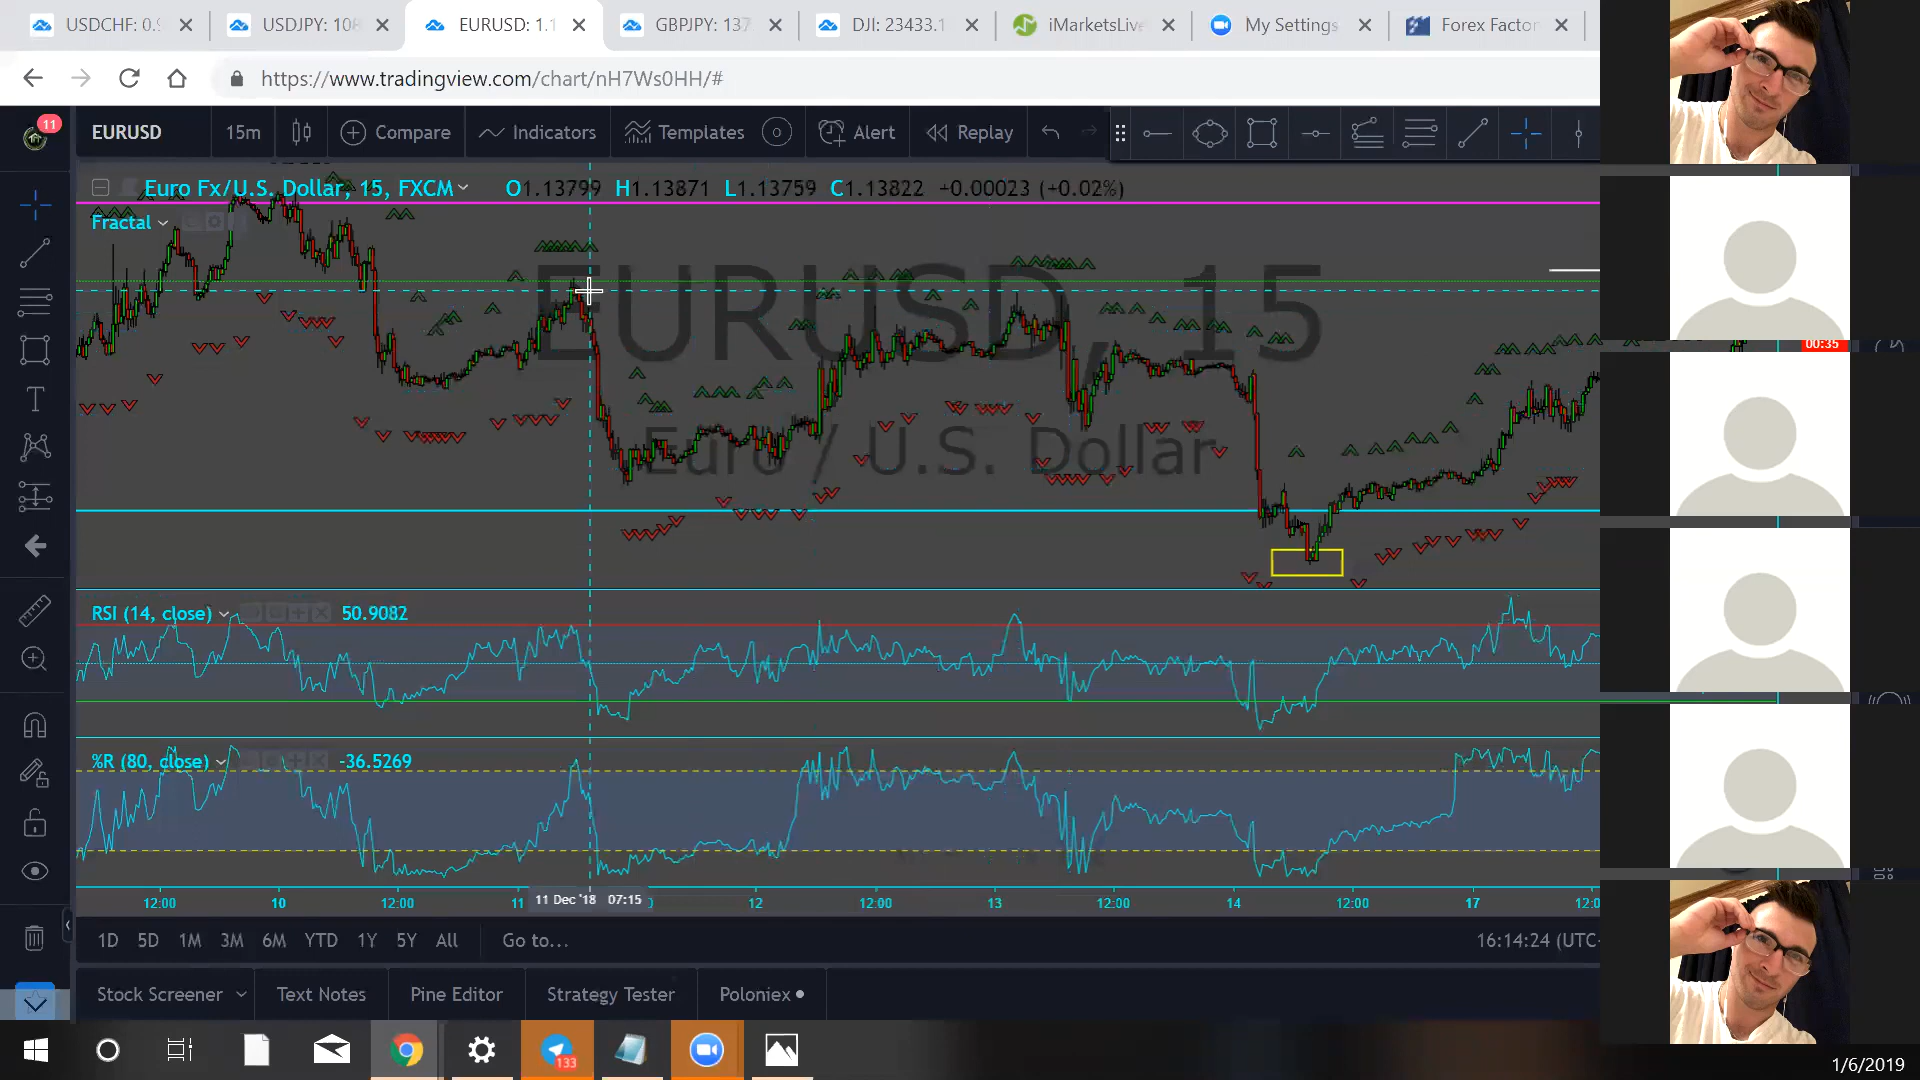 USDCHF: 0.9
USDJPY: 108
EURUSD: 1.1
GBPJPY: 137
DJI: 23433.1
iMarketsLive
My Settings
Forex Factor
https://www.tradingview.com/chart/nH7Ws0HH/#
11
EURUSD
15m
Compare
Indicators
Templates
Alert
Replay
Euro Fx/U.S. Dollar, 15, FXCM
O1.13799 H1.13871 L1.13759 C1.13822 +0.00023 (+0.02%)
Fractal
EURUSD, 15
Euro / U.S. Dollar
00:35
RSI (14, close) 50.9082
%R (80, close) -36.5269
12:00 10 12:00 11 11 Dec '18 07:15 12 12:00 13 12:00 14 12:00 17 12:0
1D 5D 1M 3M 6M YTD 1Y 5Y All Go to... 16:14:24 (UTC-
Stock Screener Text Notes Pine Editor Strategy Tester Poloniex
133
1/6/2019